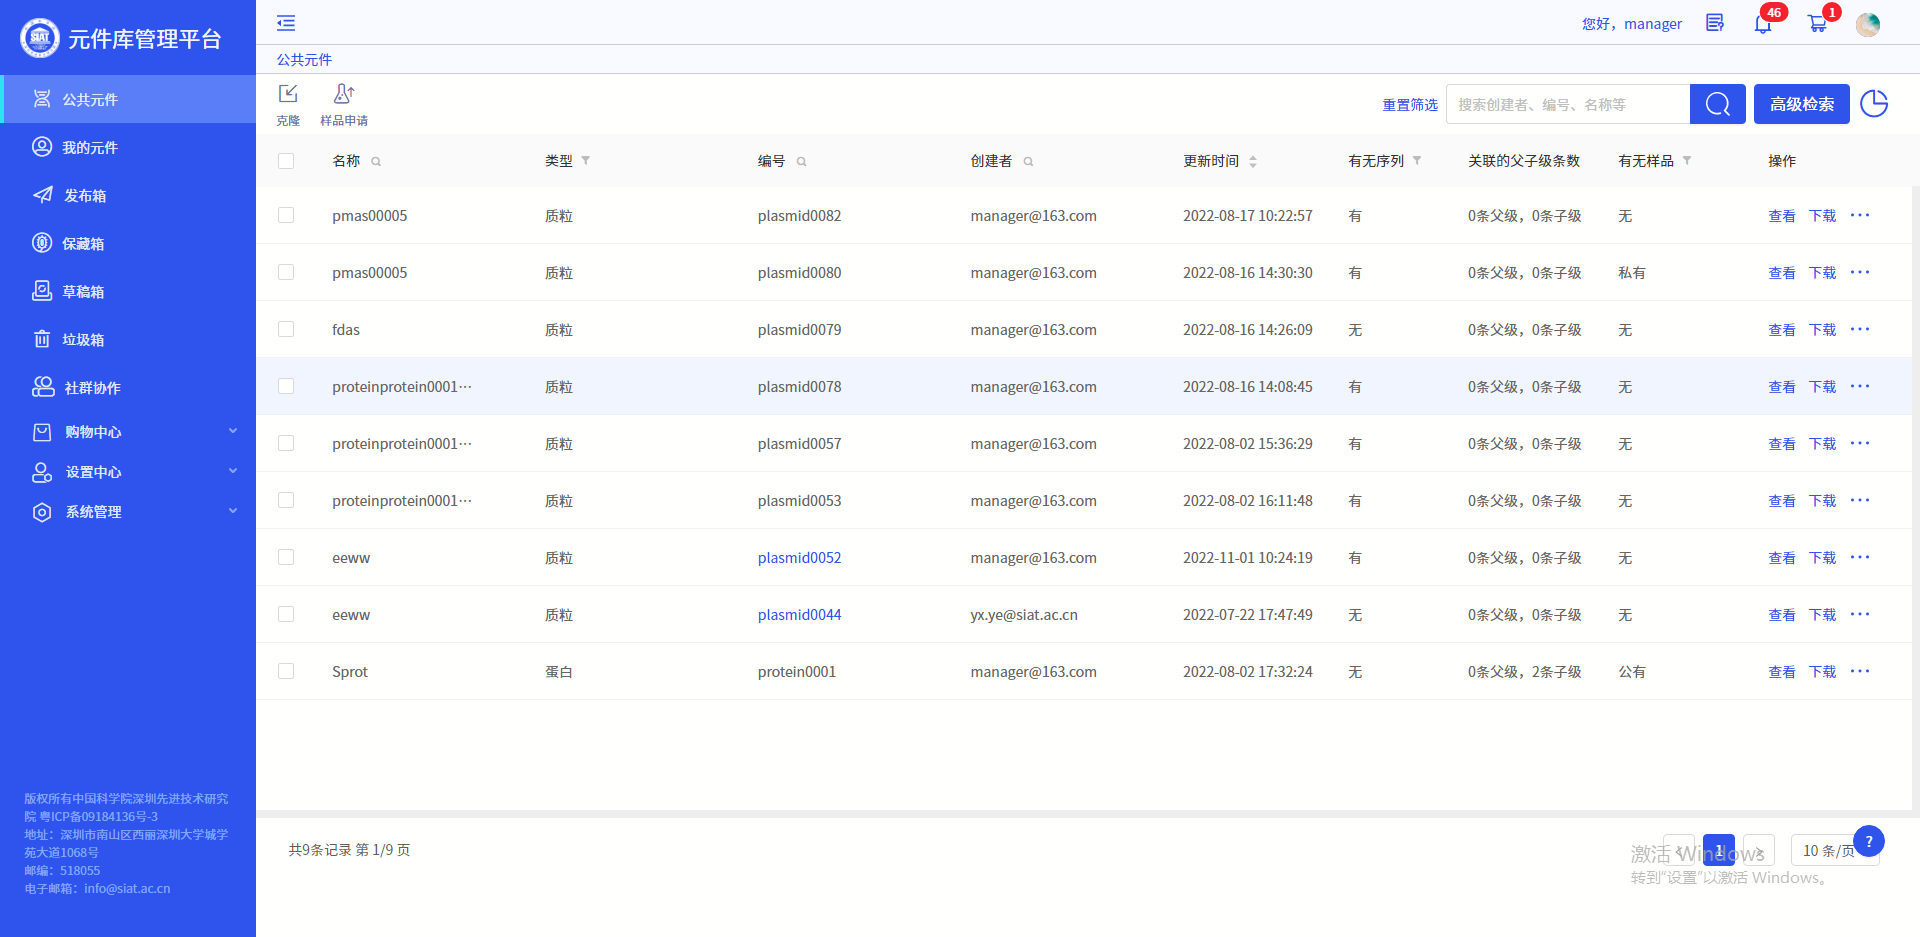 SIAT
元件库管理平台
公共元件
我的元件
发布箱
保藏箱
草稿箱
垃圾箱
社群协作
购物中心
设置中心
系统管理
版权所有中国科学院深圳先进技术研究
院 粤ICP备09184136号-3
地址：深圳市南山区西丽深圳大学城学
苑大道1068号
邮编：518055
电子邮箱：info@siat.ac.cn
您好，manager
46
1
公共元件
克隆
样品申请
重置筛选
搜索创建者、编号、名称等
高级检索
名称 类型 编号 创建者 更新时间 有无序列 关联的父子级条数 有无样品 操作
pmas00005 质粒 plasmid0082 manager@163.com 2022-08-17 10:22:57 有 0条父级，0条子级 无 查看 下载 ···
pmas00005 质粒 plasmid0080 manager@163.com 2022-08-16 14:30:30 有 0条父级，0条子级 私有 查看 下载 ···
fdas 质粒 plasmid0079 manager@163.com 2022-08-16 14:26:09 无 0条父级，0条子级 无 查看 下载 ···
proteinprotein0001··· 质粒 plasmid0078 manager@163.com 2022-08-16 14:08:45 有 0条父级，0条子级 无 查看 下载 ···
proteinprotein0001··· 质粒 plasmid0057 manager@163.com 2022-08-02 15:36:29 有 0条父级，0条子级 无 查看 下载 ···
proteinprotein0001··· 质粒 plasmid0053 manager@163.com 2022-08-02 16:11:48 有 0条父级，0条子级 无 查看 下载 ···
eeww 质粒 plasmid0052 manager@163.com 2022-11-01 10:24:19 有 0条父级，0条子级 无 查看 下载 ···
eeww 质粒 plasmid0044 yx.ye@siat.ac.cn 2022-07-22 17:47:49 无 0条父级，0条子级 无 查看 下载 ···
Sprot 蛋白 protein0001 manager@163.com 2022-08-02 17:32:24 无 0条父级，2条子级 公有 查看 下载 ···
共9条记录 第 1/9 页
< 1 > 10 条/页
?
激活 Windows
转到“设置”以激活 Windows。